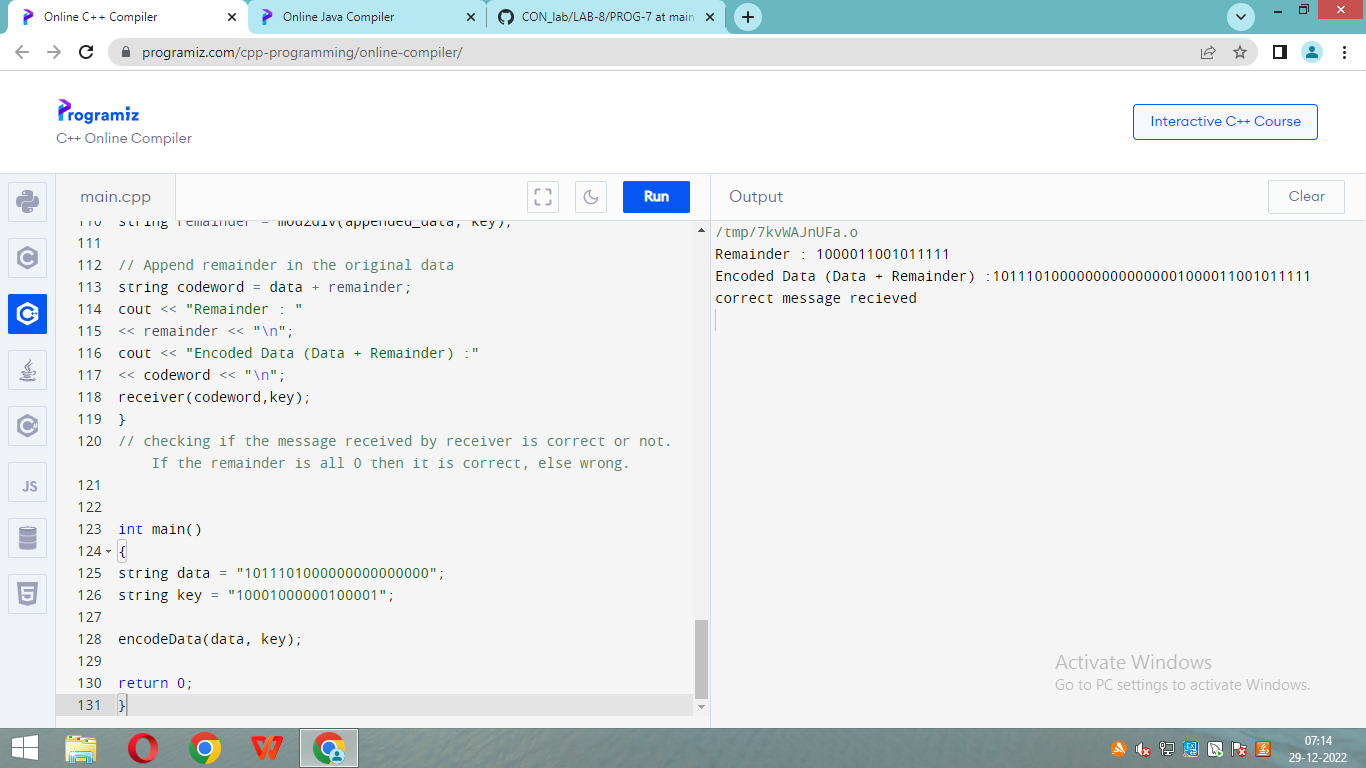 Online C++ Compiler
Online Java Compiler
CON_lab/LAB-8/PROG-7 at main
programiz.com/cpp-programming/online-compiler/
Programiz
C++ Online Compiler
Interactive C++ Course
main.cpp
Run
Output
Clear
110 string remainder = mod2div(appended_data, key);
111
112 // Append remainder in the original data
113 string codeword = data + remainder;
114 cout << "Remainder : "
115 << remainder << "\n";
116 cout << "Encoded Data (Data + Remainder) :"
117 << codeword << "\n";
118 receiver(codeword,key);
119 }
120 // checking if the message received by receiver is correct or not.
If the remainder is all 0 then it is correct, else wrong.
121
122
123 int main()
124 {
125 string data = "1011101000000000000000";
126 string key = "10001000000100001";
127
128 encodeData(data, key);
129
130 return 0;
131 }
JS
/tmp/7kvWAJnUFa.o
Remainder : 1000011001011111
Encoded Data (Data + Remainder) :10111010000000000000001000011001011111
correct message recieved
Activate Windows
Go to PC settings to activate Windows.
07:14
29-12-2022